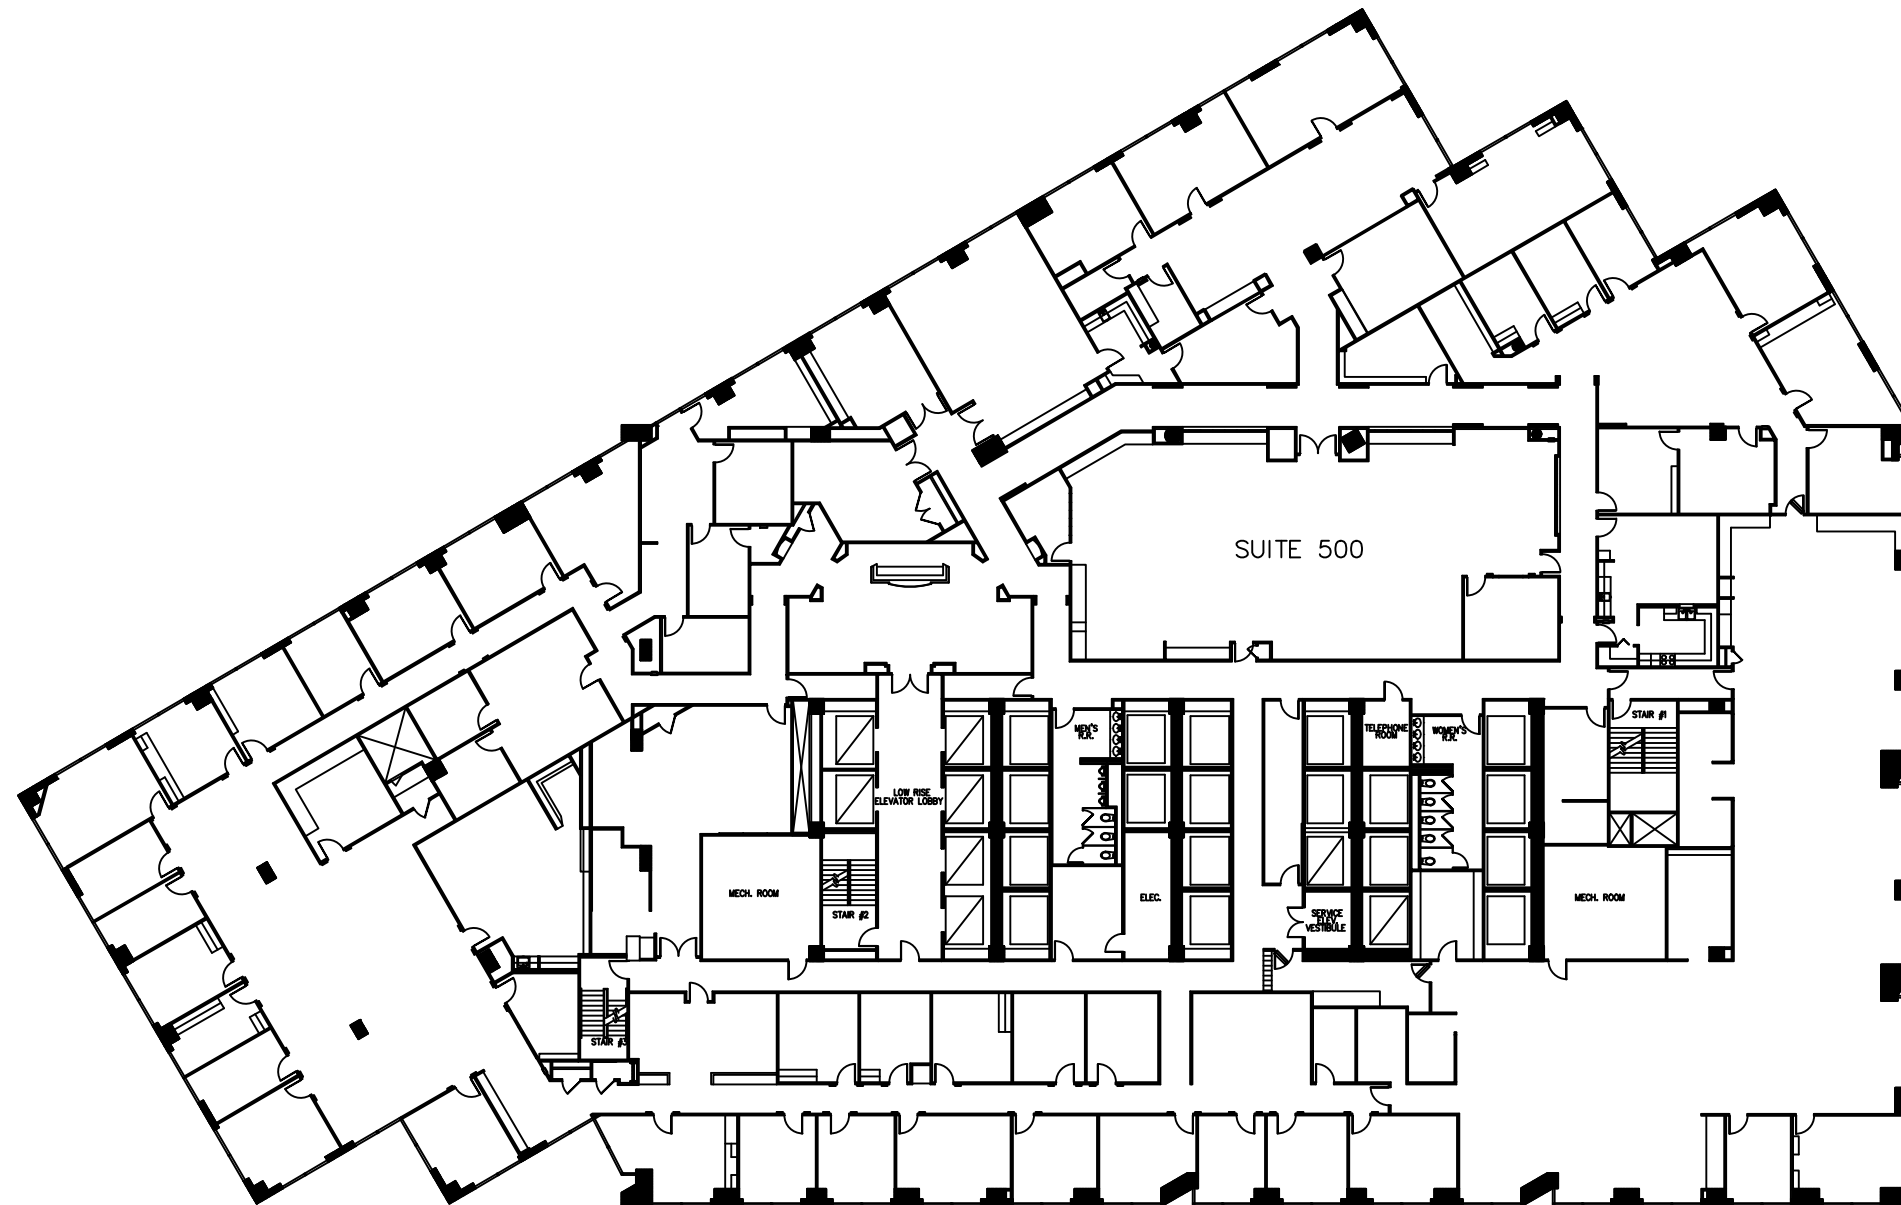 SUITE 500
STAIR #1
MEN'S
R.R.
TELEPHONE
ROOM
WOMEN'S
R.R.
LOW RISE
ELEVATOR LOBBY
MECH. ROOM
STAIR #2
ELEC.
SERVICE
ELEV.
VESTIBULE
MECH. ROOM
STAIR #3